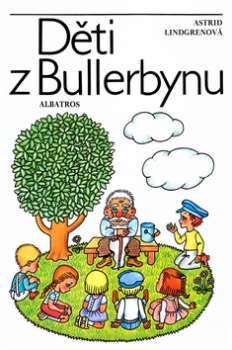 ASTRID
LINDGRENOVÁ
Děti
z Bullerbynu
ALBATROS